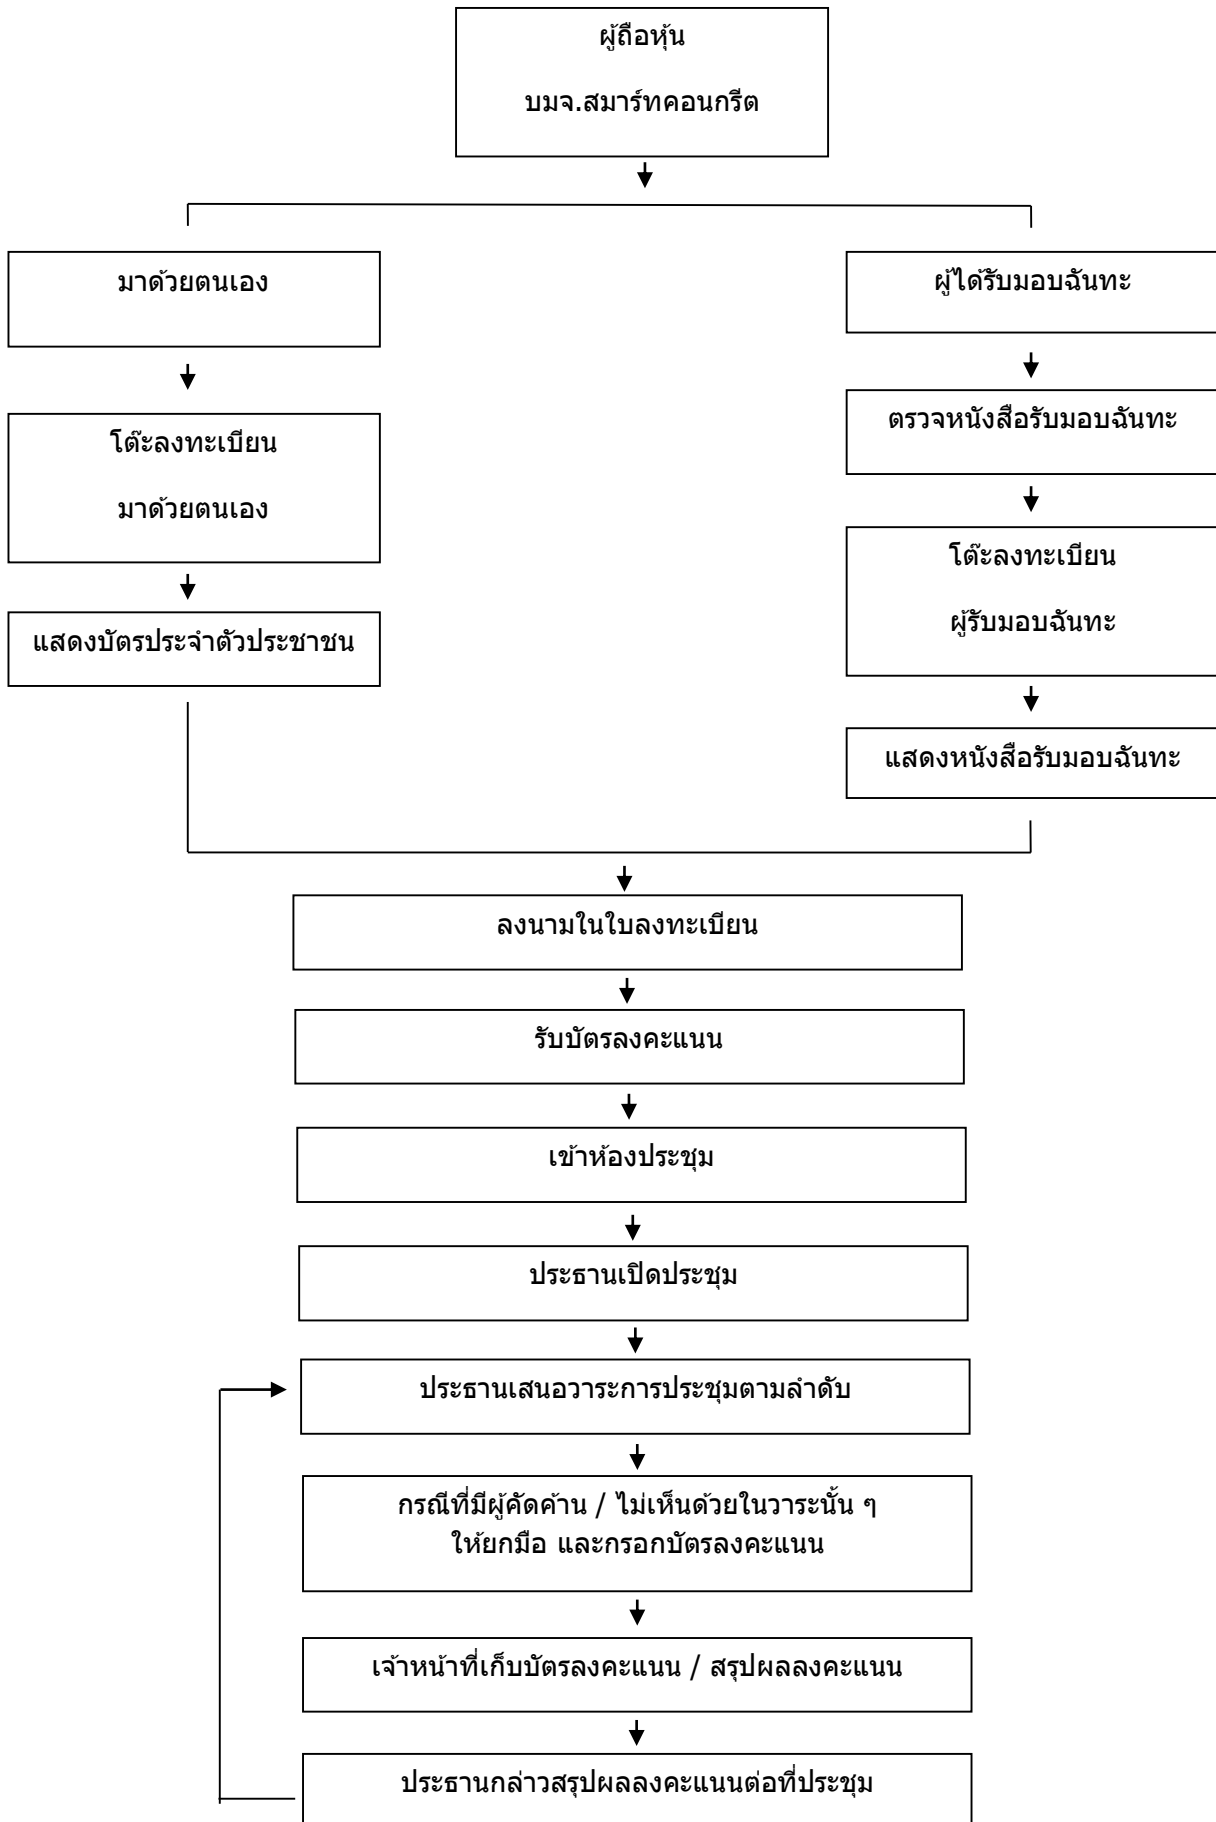 ผู้ถือหุ้น
บมจ.สมาร์ทคอนกรีต
มาด้วยตนเอง
โต๊ะลงทะเบียน
มาด้วยตนเอง
แสดงบัตรประจำตัวประชาชน
ผู้ได้รับมอบฉันทะ
ตรวจหนังสือรับมอบฉันทะ
โต๊ะลงทะเบียน
ผู้รับมอบฉันทะ
แสดงหนังสือรับมอบฉันทะ
ลงนามในใบลงทะเบียน
รับบัตรลงคะแนน
เข้าห้องประชุม
ประธานเปิดประชุม
ประธานเสนอวาระการประชุมตามลำดับ
กรณีที่มีผู้คัดค้าน / ไม่เห็นด้วยในวาระนั้น ๆ
ให้ยกมือ และกรอกบัตรลงคะแนน
เจ้าหน้าที่เก็บบัตรลงคะแนน / สรุปผลลงคะแนน
ประธานกล่าวสรุปผลลงคะแนนต่อที่ประชุม